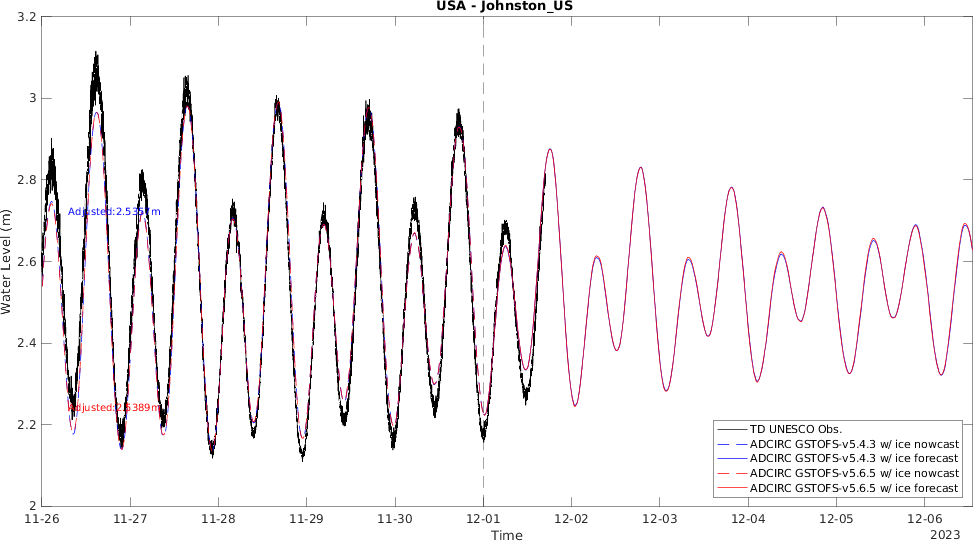 USA - Johnston_US
3.2
3
2.8
2.6
2.4
2.2
2
Water Level (m)
Adjusted:2.5357m
Adjusted:2.5389m
TD UNESCO Obs.
ADCIRC GSTOFS-v5.4.3 w/ ice nowcast
ADCIRC GSTOFS-v5.4.3 w/ ice forecast
ADCIRC GSTOFS-v5.6.5 w/ ice nowcast
ADCIRC GSTOFS-v5.6.5 w/ ice forecast
11-26 11-27 11-28 11-29 11-30 12-01 12-02 12-03 12-04 12-05 12-06
Time
2023